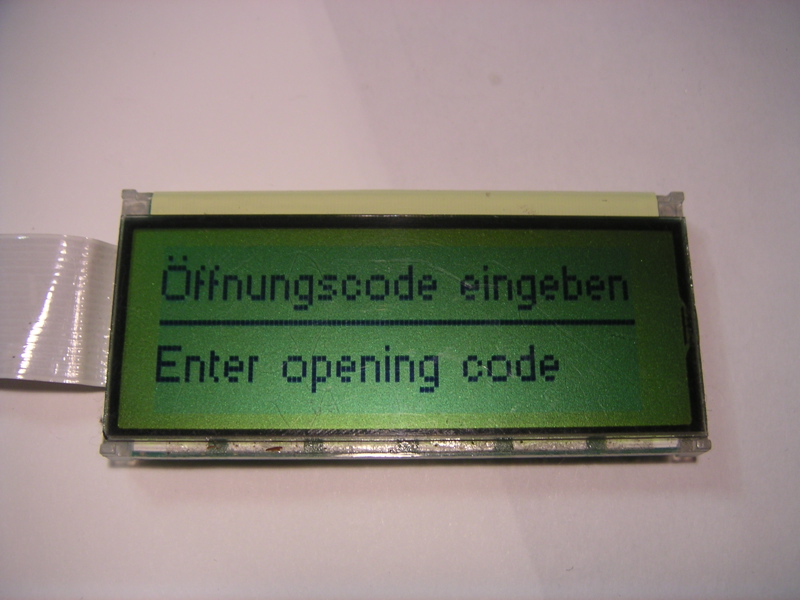 Öffnungscode eingeben
Enter opening code